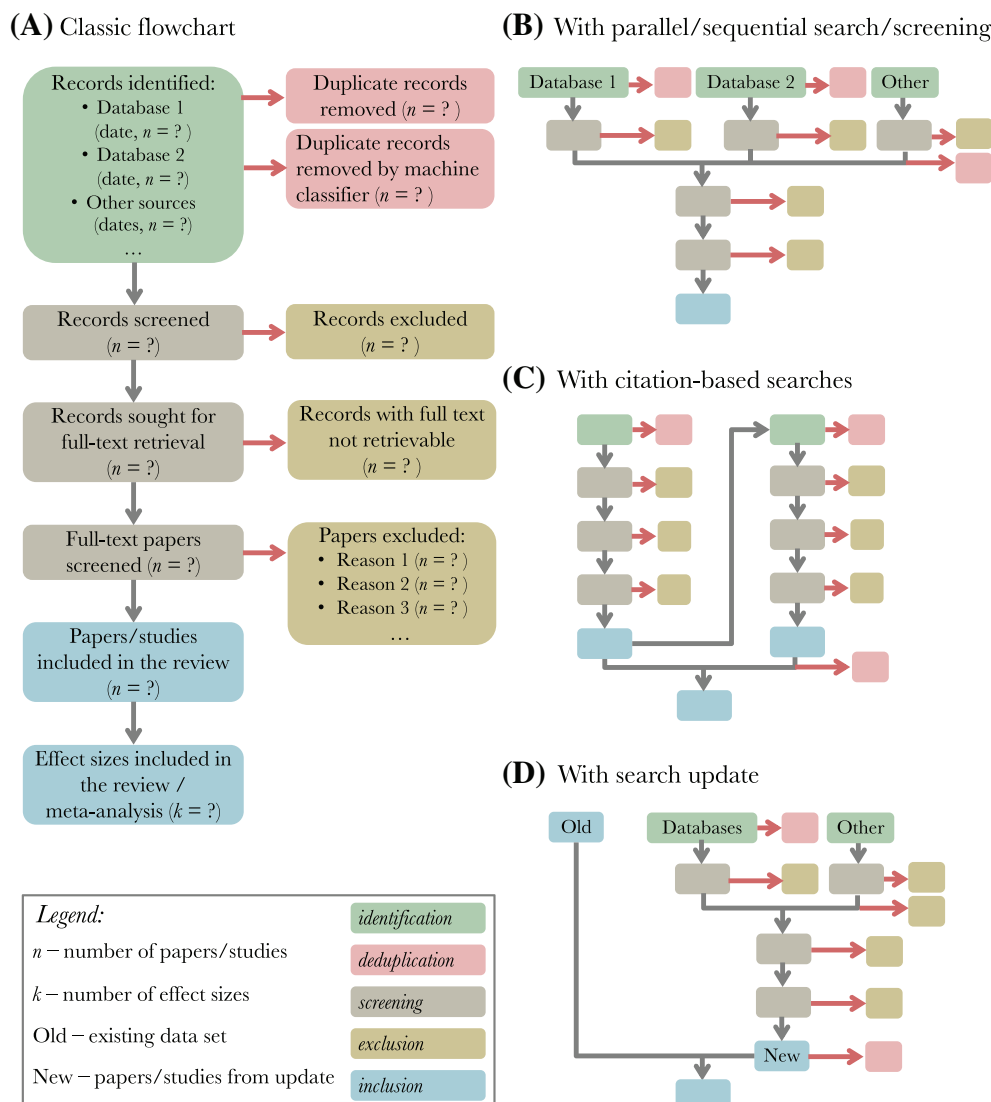 (A) Classic flowchart
Records identified:
• Database 1
(date, n = ? )
• Database 2
(date, n = ?)
• Other sources
(dates, n = ?)
…
Duplicate records
removed (n = ? )
Duplicate records
removed by machine
classifier (n = ? )
Records screened
(n = ?)
Records excluded
(n = ? )
Records sought for
full-text retrieval
(n = ?)
Records with full text
not retrievable
(n = ? )
Full-text papers
screened (n = ?)
Papers excluded:
• Reason 1 (n = ? )
• Reason 2 (n = ? )
• Reason 3 (n = ? )
…
Papers/studies
included in the review
(n = ?)
Effect sizes included in
the review /
meta-analysis (k = ?)
Legend:
n – number of papers/studies
k – number of effect sizes
Old – existing data set
New – papers/studies from update
identification
deduplication
screening
exclusion
inclusion
(B) With parallel/sequential search/screening
Database 1
Database 2
Other
(C) With citation-based searches
(D) With search update
Old
Databases
Other
New